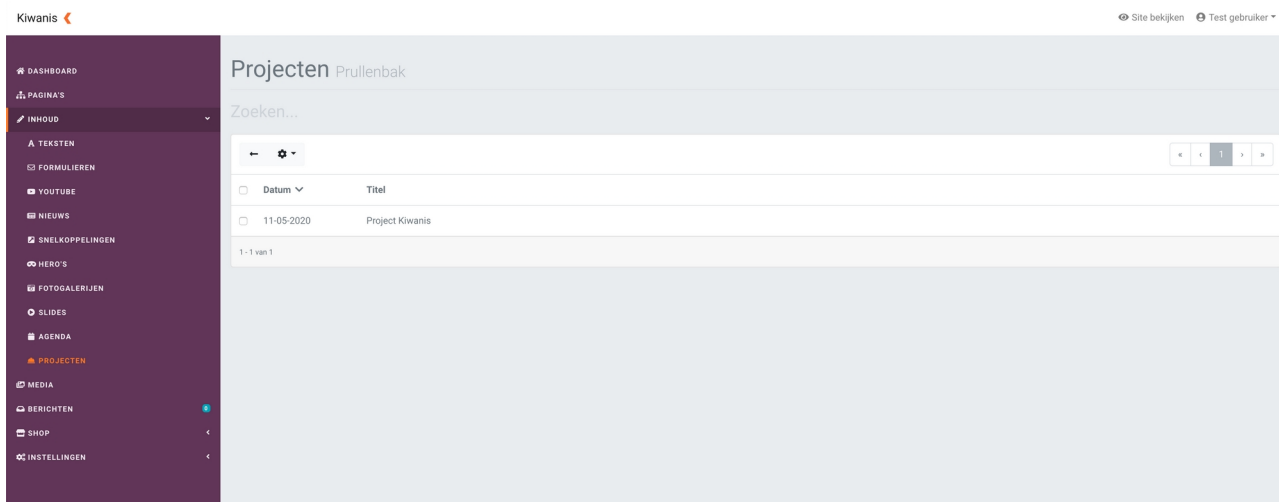 Kiwanis
Site bekijken
Test gebruiker
DASHBOARD
PAGINA'S
INHOUD
TEKSTEN
FORMULIEREN
YOUTUBE
NIEUWS
SNELKOPPELINGEN
HERO'S
FOTOGALERIJEN
SLIDES
AGENDA
PROJECTEN
MEDIA
BERICHTEN 0
SHOP
INSTELLINGEN
Projecten Prullenbak
Zoeken...
« ‹ 1 › »
Datum Titel
11-05-2020 Project Kiwanis
1 - 1 van 1